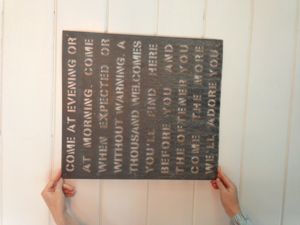 COME AT EVENING OR
AT MORNING, COME
WHEN EXPECTED OR
WITHOUT WARNING, A
THOUSAND WELCOMES
YOU'LL FIND HERE
BEFORE YOU AND
THE OFTENER YOU
COME THE MORE
WE'LL ADORE YOU